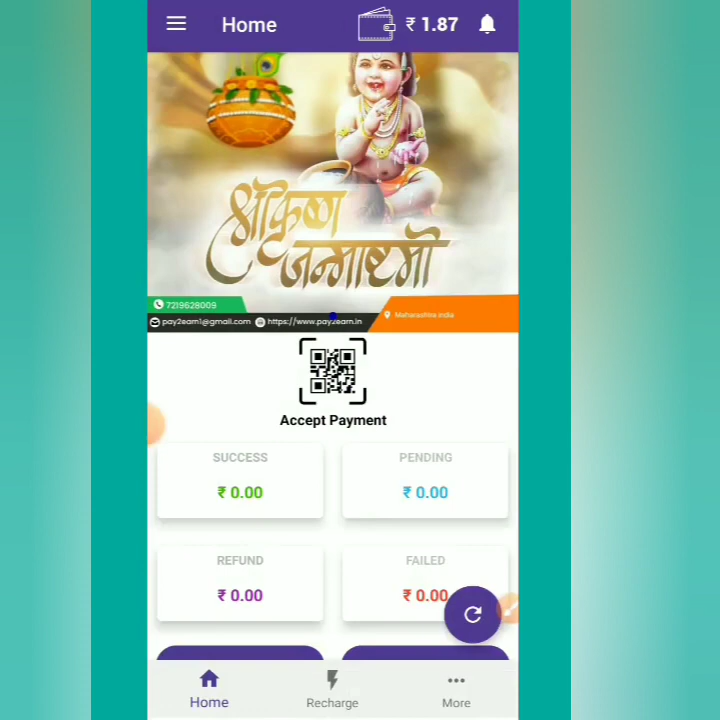 Home
₹ 1.87
श्रीकृष्ण
जन्माष्टमी
7219628009
pay2earn1@gmail.com
https://www.pay2earn.in
Maharashtra india
Accept Payment
SUCCESS
PENDING
₹ 0.00
₹ 0.00
REFUND
FAILED
₹ 0.00
₹ 0.00
Home
Recharge
More